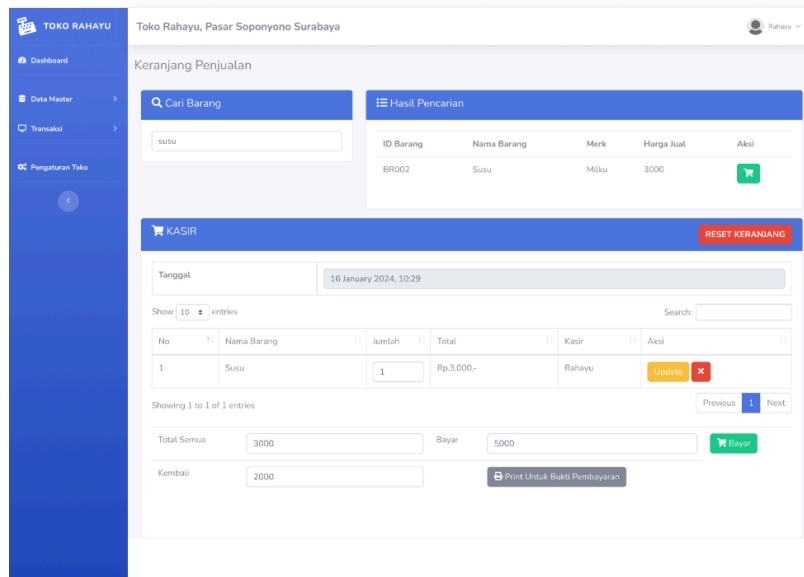 TOKO RAHAYU
Toko Rahayu, Pasar Soponyono Surabaya
Rahayu
Dashboard
Data Master
Transaksi
Pengaturan Toko
Keranjang Penjualan
Cari Barang
susu
Hasil Pencarian
ID Barang Nama Barang Merk Harga Jual Aksi
BR002 Susu Milku 3000
KASIR
RESET KERANJANG
Tanggal 16 January 2024, 10:29
Show 10 entries
Search:
No Nama Barang Jumlah Total Kasir Aksi
1 Susu 1 Rp.3,000,- Rahayu Update
Showing 1 to 1 of 1 entries
Previous 1 Next
Total Semua 3000 Bayar 5000 Bayar
Kembali 2000 Print Untuk Bukti Pembayaran